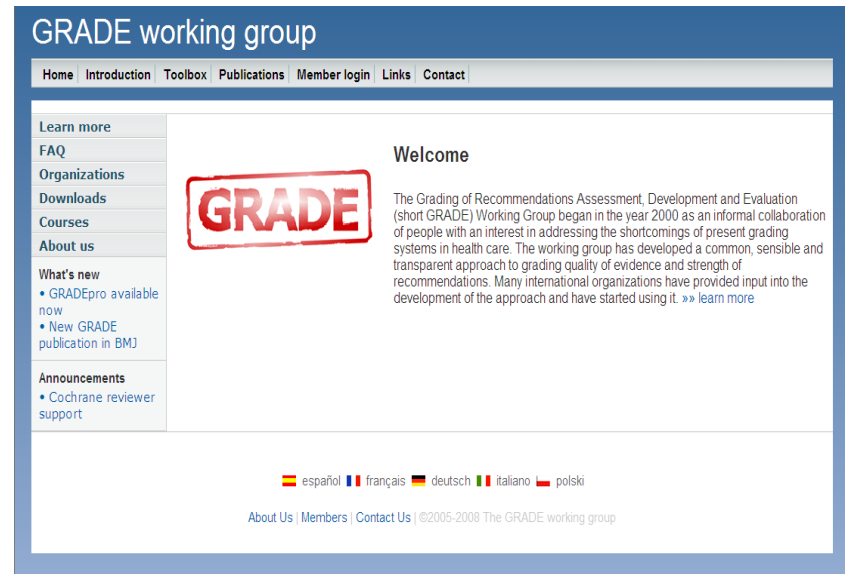 GRADE working group
Home Introduction Toolbox Publications Member login Links Contact
Learn more
FAQ
Organizations
Downloads
Courses
About us
What's new
• GRADEpro available
now
• New GRADE
publication in BMJ
Announcements
• Cochrane reviewer
support
GRADE
Welcome
The Grading of Recommendations Assessment, Development and Evaluation
(short GRADE) Working Group began in the year 2000 as an informal collaboration
of people with an interest in addressing the shortcomings of present grading
systems in health care. The working group has developed a common, sensible and
transparent approach to grading quality of evidence and strength of
recommendations. Many international organizations have provided input into the
development of the approach and have started using it. »» learn more
español français deutsch italiano polski
About Us | Members | Contact Us | ©2005-2008 The GRADE working group